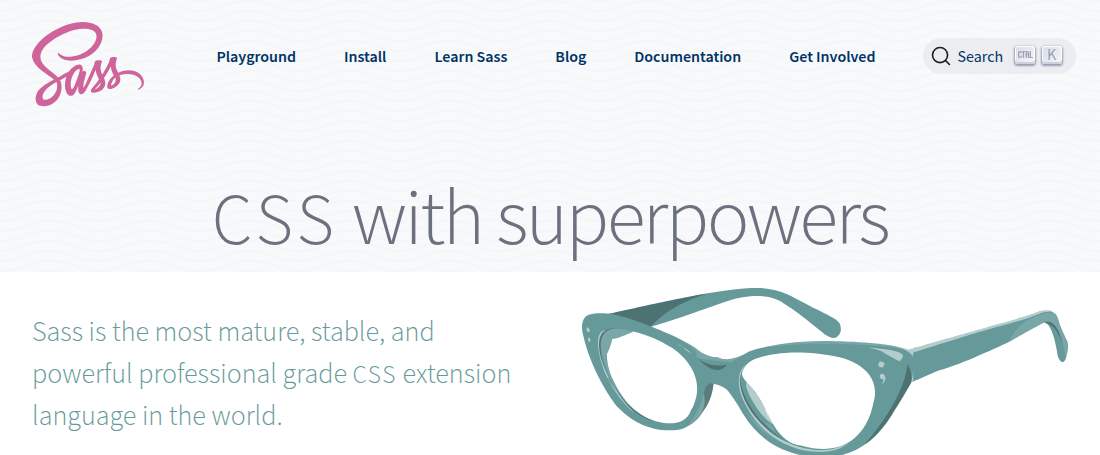 Sass
Playground Install Learn Sass Blog Documentation Get Involved Search CTRL K
CSS with superpowers
Sass is the most mature, stable, and
powerful professional grade CSS extension
language in the world.